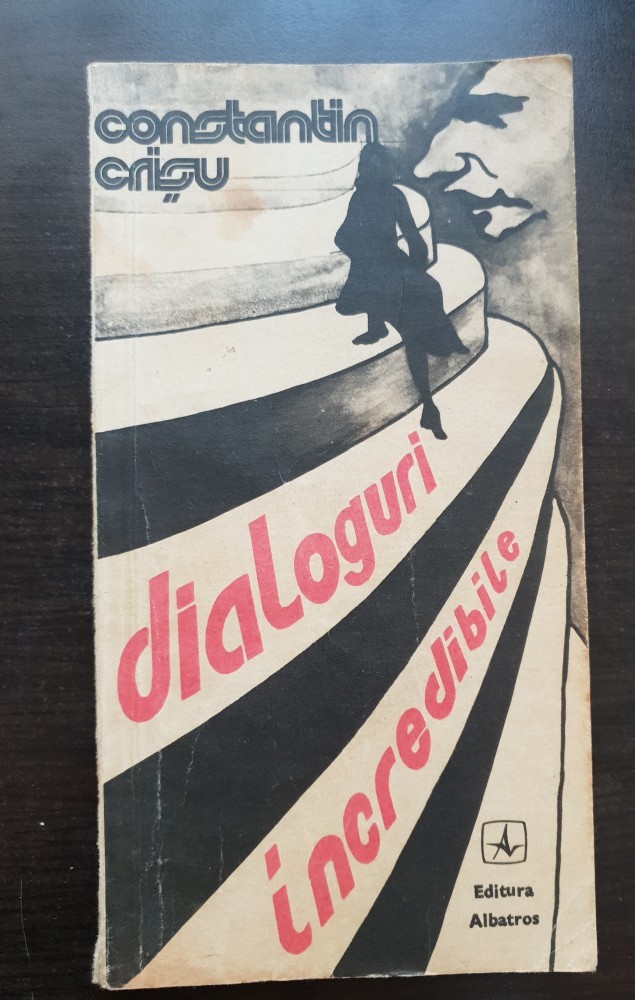 constantin
crişu
dialoguri
incredibile
Editura
Albatros